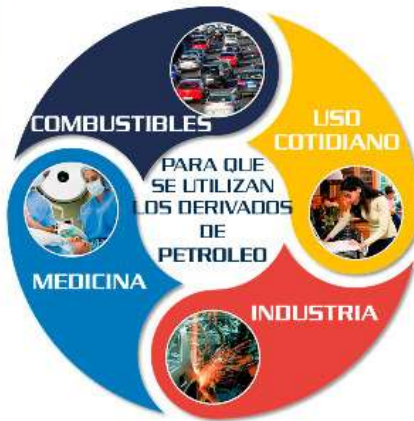 COMBUSTIBLES
USO
COTIDIANO
PARA QUE
SE UTILIZAN
LOS DERIVADOS
DE
PETROLEO
MEDICINA
INDUSTRIA